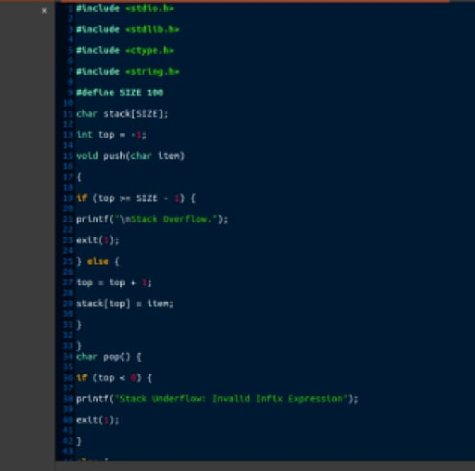 #include <stdio.h>
#include <stdlib.h>
#include <ctype.h>
#include <string.h>
#define SIZE 100
char stack[SIZE];
int top = -1;
void push(char item)
{
if (top >= SIZE - 1) {
printf("\nStack Overflow.");
exit(1);
} else {
top = top + 1;
stack[top] = item;
}
}
char pop() {
if (top < 0) {
printf("Stack Underflow: Invalid Infix Expression");
exit(1);
}
}
else {